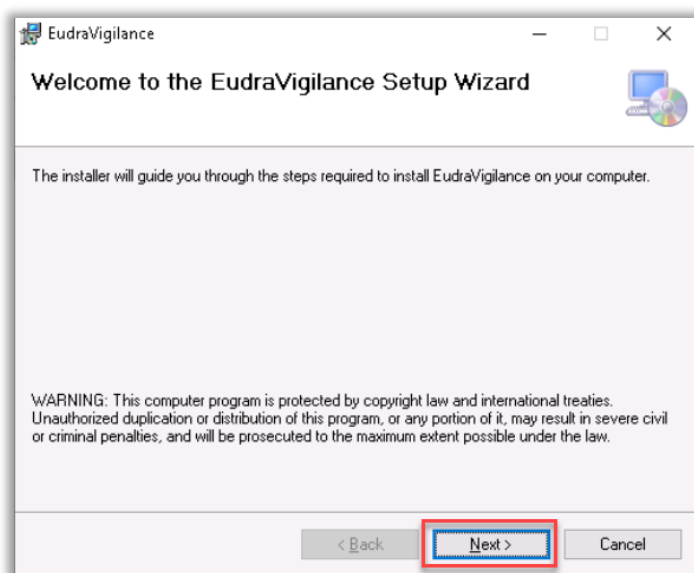 EudraVigilance
Welcome to the EudraVigilance Setup Wizard
The installer will guide you through the steps required to install EudraVigilance on your computer.
WARNING: This computer program is protected by copyright law and international treaties.
Unauthorized duplication or distribution of this program, or any portion of it, may result in severe civil
or criminal penalties, and will be prosecuted to the maximum extent possible under the law.
< Back Next > Cancel